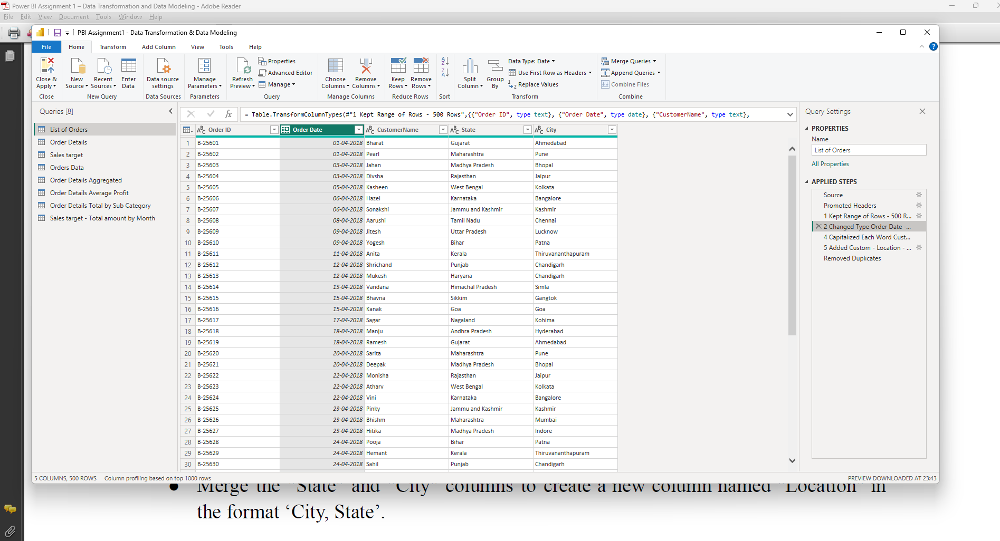 Power BI Assignment 1 – Data Transformation and Data Modeling - Adobe Reader
File Edit View Document Tools Window Help
PBI Assignment1 - Data Transformation & Data Modeling
File Home Transform Add Column View Tools Help
Close & Apply
Close
New Source
Recent Sources
Enter Data
New Query
Data source settings
Data Sources
Manage Parameters
Parameters
Refresh Preview
Properties
Advanced Editor
Manage
Query
Choose Columns
Remove Columns
Manage Columns
Keep Rows
Remove Rows
Reduce Rows
Sort
Split Column
Group By
Data Type: Date
Use First Row as Headers
Replace Values
Transform
Merge Queries
Append Queries
Combine Files
Combine
Queries [8]
List of Orders
Order Details
Sales target
Orders Data
Order Details Aggregated
Order Details Average Profit
Order Details Total by Sub Category
Sales target - Total amount by Month
fx = Table.TransformColumnTypes(#"1 Kept Range of Rows - 500 Rows",{{"Order ID", type text}, {"Order Date", type date}, {"CustomerName", type text},
Order ID Order Date CustomerName State City
1 B-25601 01-04-2018 Bharat Gujarat Ahmedabad
2 B-25602 01-04-2018 Pearl Maharashtra Pune
3 B-25603 03-04-2018 Jahan Madhya Pradesh Bhopal
4 B-25604 03-04-2018 Divsha Rajasthan Jaipur
5 B-25605 05-04-2018 Kasheen West Bengal Kolkata
6 B-25606 06-04-2018 Hazel Karnataka Bangalore
7 B-25607 06-04-2018 Sonakshi Jammu and Kashmir Kashmir
8 B-25608 08-04-2018 Aarushi Tamil Nadu Chennai
9 B-25609 09-04-2018 Jitesh Uttar Pradesh Lucknow
10 B-25610 09-04-2018 Yogesh Bihar Patna
11 B-25611 11-04-2018 Anita Kerala Thiruvananthapuram
12 B-25612 12-04-2018 Shrichand Punjab Chandigarh
13 B-25613 12-04-2018 Mukesh Haryana Chandigarh
14 B-25614 13-04-2018 Vandana Himachal Pradesh Simla
15 B-25615 15-04-2018 Bhavna Sikkim Gangtok
16 B-25616 15-04-2018 Kanak Goa Goa
17 B-25617 17-04-2018 Sagar Nagaland Kohima
18 B-25618 18-04-2018 Manju Andhra Pradesh Hyderabad
19 B-25619 18-04-2018 Ramesh Gujarat Ahmedabad
20 B-25620 20-04-2018 Sarita Maharashtra Pune
21 B-25621 20-04-2018 Deepak Madhya Pradesh Bhopal
22 B-25622 22-04-2018 Monisha Rajasthan Jaipur
23 B-25623 22-04-2018 Atharv West Bengal Kolkata
24 B-25624 22-04-2018 Vini Karnataka Bangalore
25 B-25625 23-04-2018 Pinky Jammu and Kashmir Kashmir
26 B-25626 23-04-2018 Bhishm Maharashtra Mumbai
27 B-25627 23-04-2018 Hitika Madhya Pradesh Indore
28 B-25628 24-04-2018 Pooja Bihar Patna
29 B-25629 24-04-2018 Hemant Kerala Thiruvananthapuram
30 B-25630 24-04-2018 Sahil Punjab Chandigarh
Query Settings
PROPERTIES
Name
List of Orders
All Properties
APPLIED STEPS
Source
Promoted Headers
1 Kept Range of Rows - 500 R...
2 Changed Type Order Date -...
4 Capitalized Each Word Cust...
5 Added Custom - Location - ...
Removed Duplicates
5 COLUMNS, 500 ROWS Column profiling based on top 1000 rows PREVIEW DOWNLOADED AT 23:43
● Merge the “State” and “City” columns to create a new column named “Location” in
the format ‘City, State’.